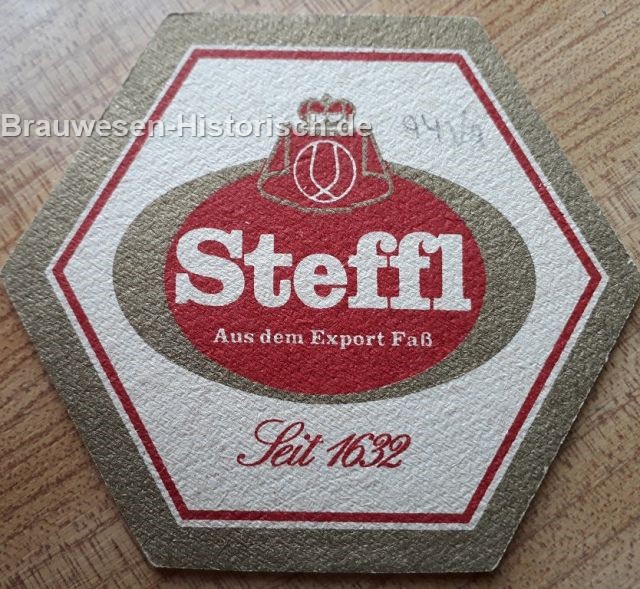 Brauwesen-Historisch.de
Steffl
Aus dem Export Faß
Seit 1632